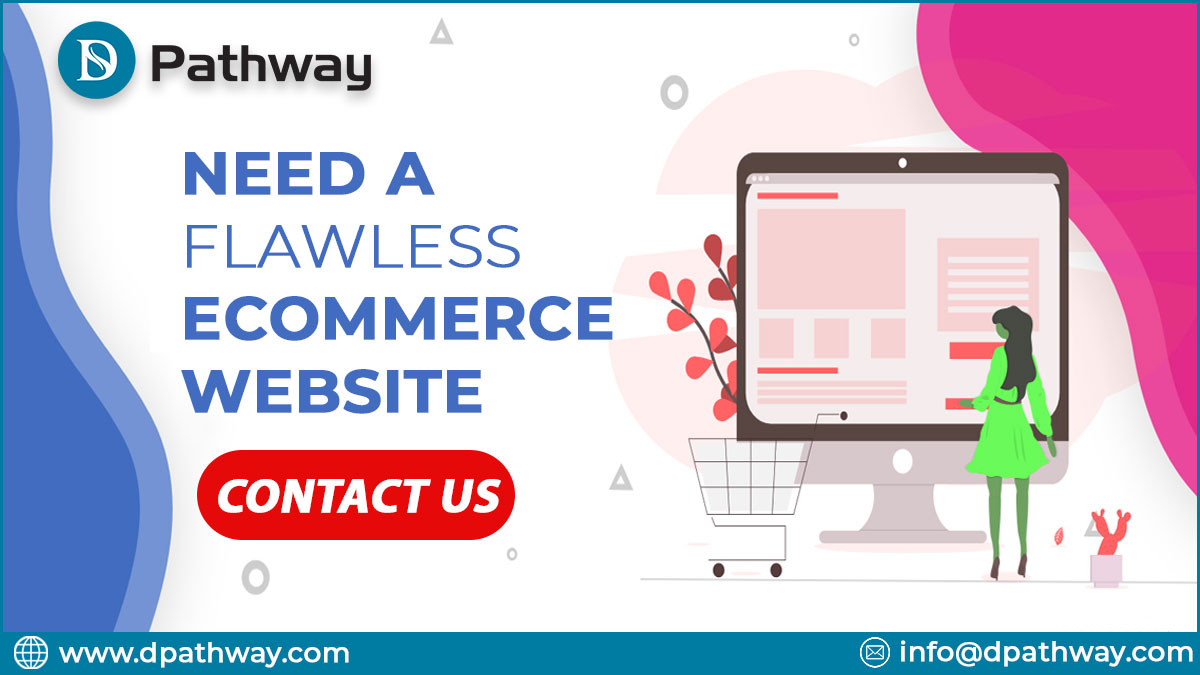 D Pathway
NEED A
FLAWLESS
ECOMMERCE
WEBSITE
CONTACT US
www.dpathway.com
info@dpathway.com